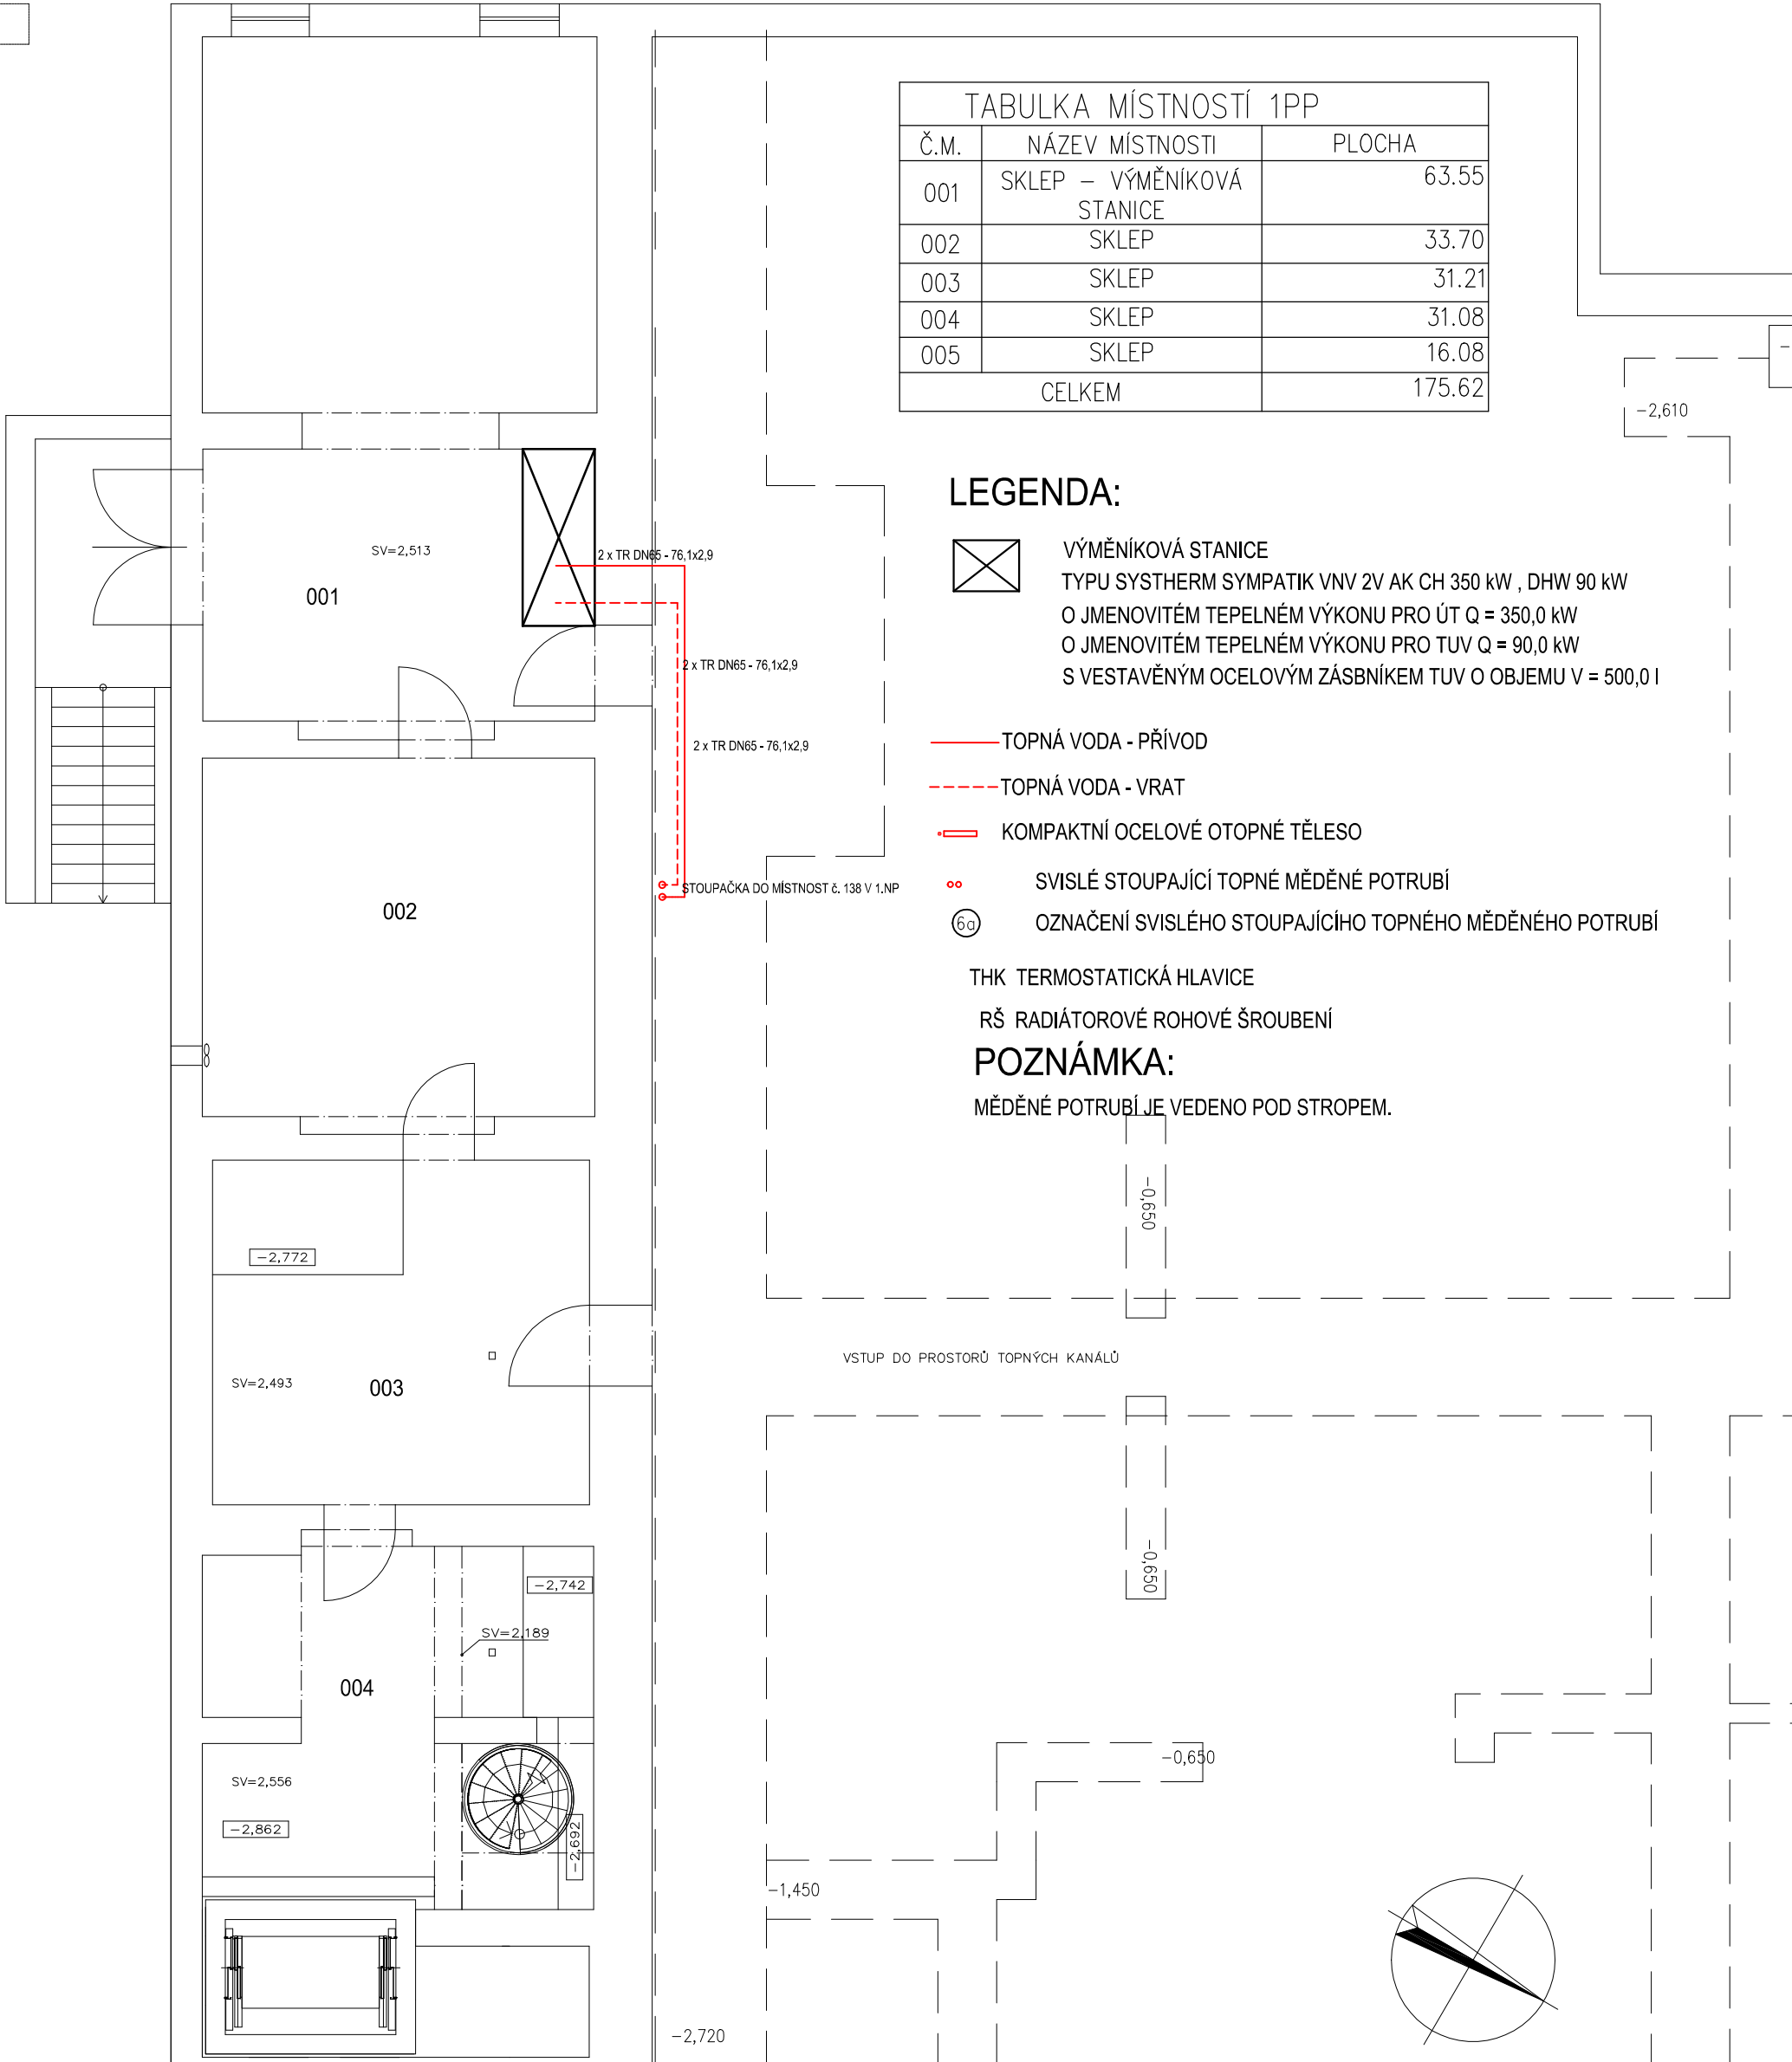 TABULKA MÍSTNOSTÍ 1PP
Č.M. NÁZEV MÍSTNOSTI PLOCHA
001 SKLEP – VÝMĚNÍKOVÁ STANICE 63.55
002 SKLEP 33.70
003 SKLEP 31.21
004 SKLEP 31.08
005 SKLEP 16.08
CELKEM 175.62
-2,610
LEGENDA:
VÝMĚNÍKOVÁ STANICE
TYPU SYSTHERM SYMPATIK VNV 2V AK CH 350 kW , DHW 90 kW
O JMENOVITÉM TEPELNÉM VÝKONU PRO ÚT Q = 350,0 kW
O JMENOVITÉM TEPELNÉM VÝKONU PRO TUV Q = 90,0 kW
S VESTAVĚNÝM OCELOVÝM ZÁSBNÍKEM TUV O OBJEMU V = 500,0 l
TOPNÁ VODA - PŘÍVOD
TOPNÁ VODA - VRAT
KOMPAKTNÍ OCELOVÉ OTOPNÉ TĚLESO
SVISLÉ STOUPAJÍCÍ TOPNÉ MĚDĚNÉ POTRUBÍ
6a OZNAČENÍ SVISLÉHO STOUPAJÍCÍHO TOPNÉHO MĚDĚNÉHO POTRUBÍ
THK TERMOSTATICKÁ HLAVICE
RŠ RADIÁTOROVÉ ROHOVÉ ŠROUBENÍ
POZNÁMKA:
MĚDĚNÉ POTRUBÍ JE VEDENO POD STROPEM.
SV=2,513
001
2 x TR DN65 - 76,1x2,9
2 x TR DN65 - 76,1x2,9
2 x TR DN65 - 76,1x2,9
STOUPAČKA DO MÍSTNOST č. 138 V 1.NP
002
-0,650
-2,772
VSTUP DO PROSTORŮ TOPNÝCH KANÁLŮ
SV=2,493
003
-0,650
-2,742
SV=2,189
004
-0,650
SV=2,556
-2,862
-2,692
-1,450
-2,720